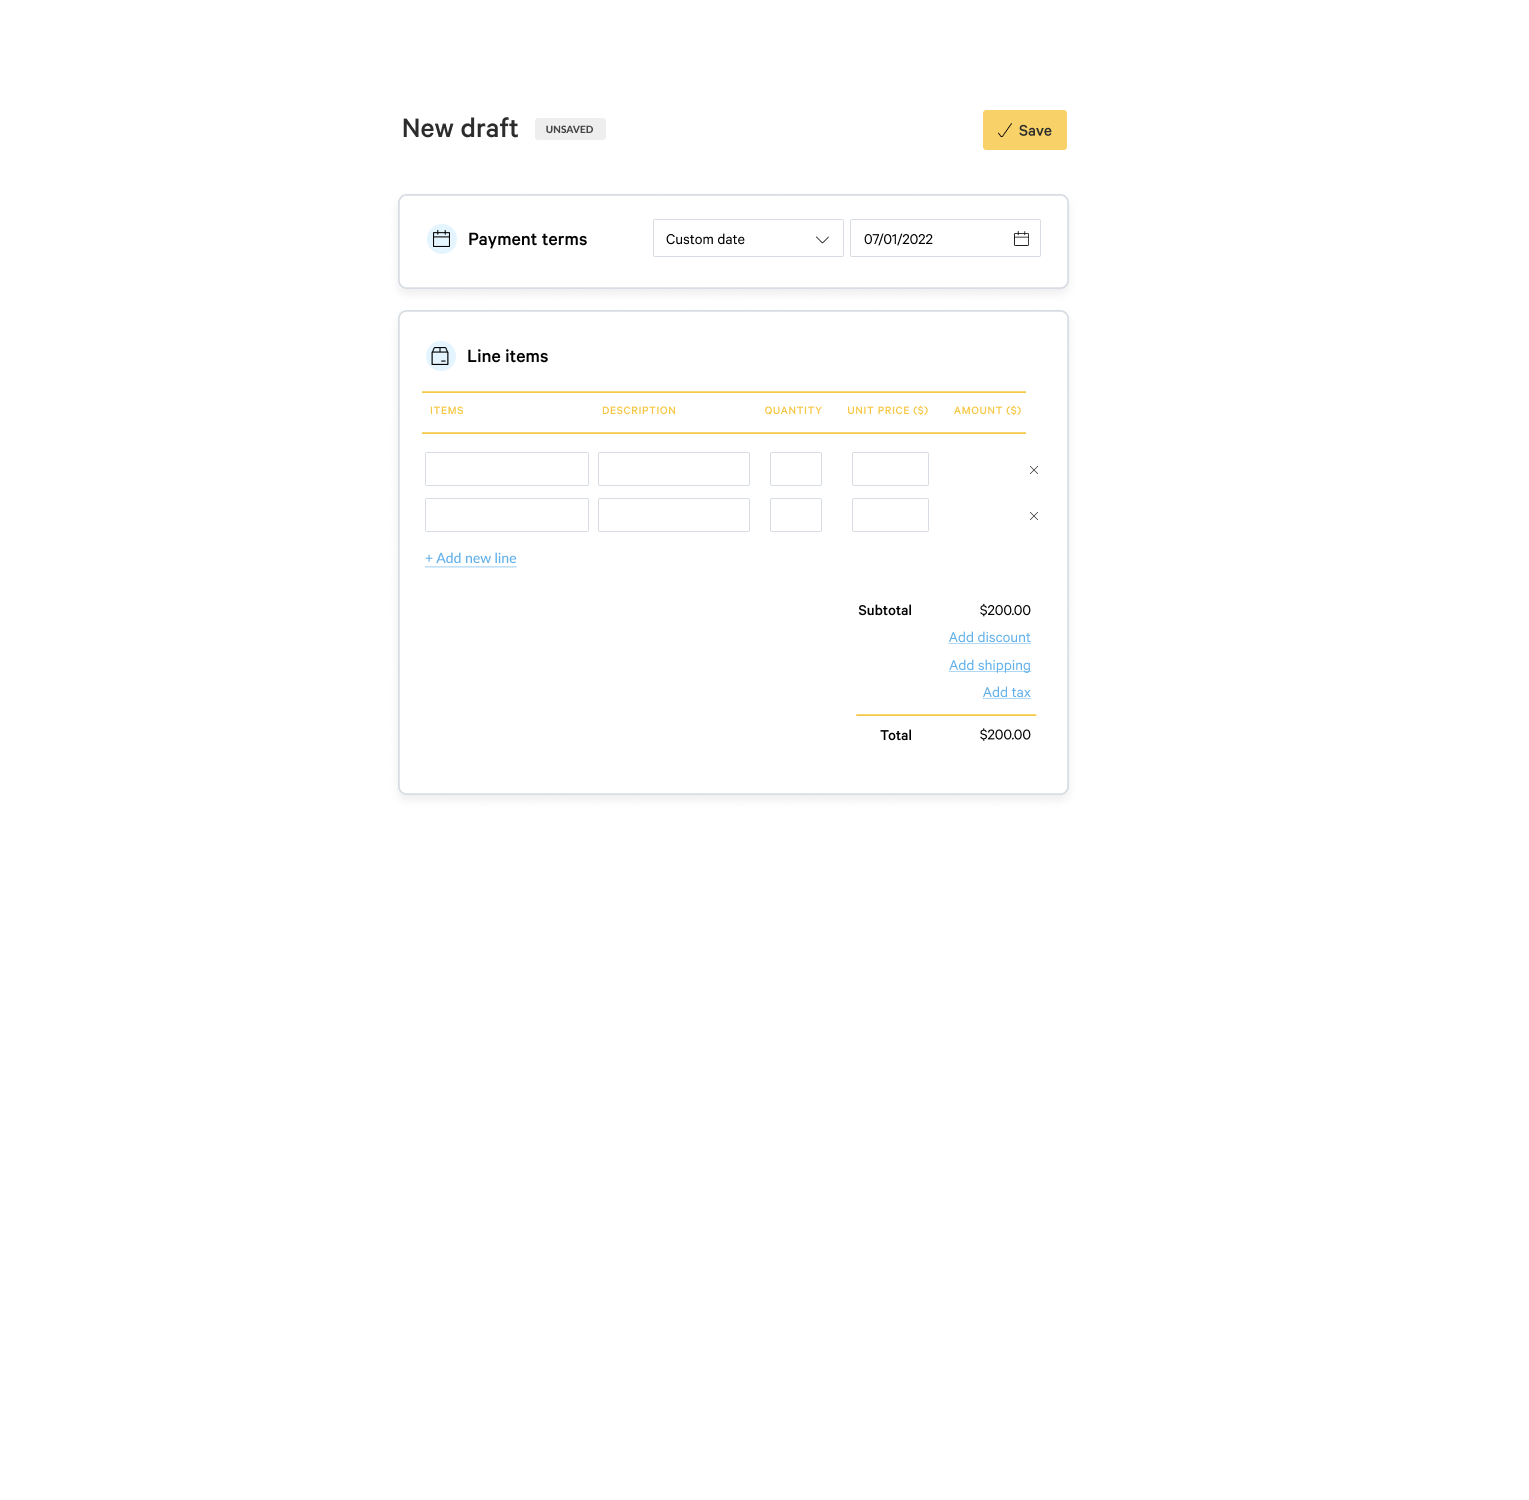 New draft UNSAVED Save
Payment terms Custom date 07/01/2022
Line items
ITEMS DESCRIPTION QUANTITY UNIT PRICE ($) AMOUNT ($)
+ Add new line
Subtotal $200.00
Add discount
Add shipping
Add tax
Total $200.00